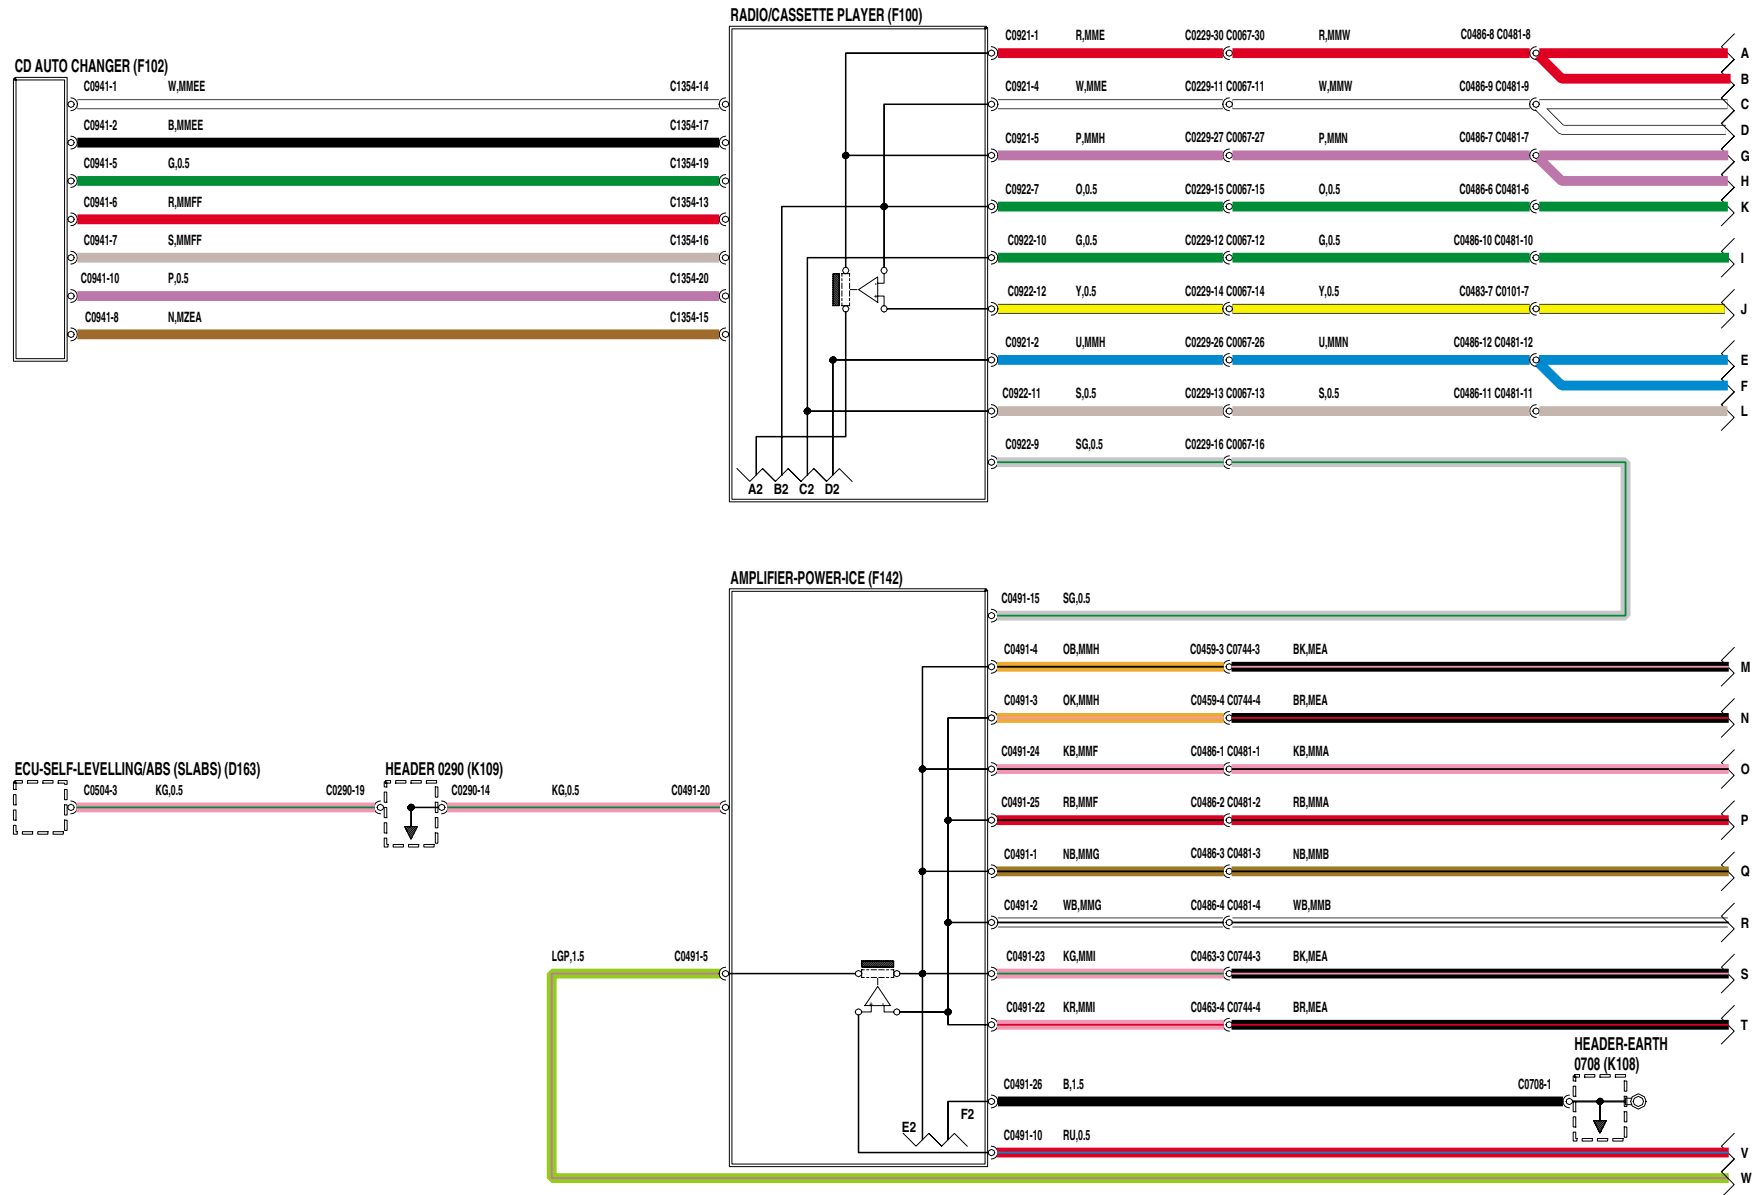 RADIO/CASSETTE PLAYER (F100)
CD AUTO CHANGER (F102)
C0941-1 W,MMEE C1354-14
C0941-2 B,MMEE C1354-17
C0941-5 G,0.5 C1354-19
C0941-6 R,MMFF C1354-13
C0941-7 S,MMFF C1354-16
C0941-10 P,0.5 C1354-20
C0941-8 N,MZEA C1354-15
C0921-1 R,MME C0229-30 C0067-30 R,MMW C0486-8 C0481-8 A
B
C0921-4 W,MME C0229-11 C0067-11 W,MMW C0486-9 C0481-9 C
D
C0921-5 P,MMH C0229-27 C0067-27 P,MMN C0486-7 C0481-7 G
H
C0922-7 O,0.5 C0229-15 C0067-15 O,0.5 C0486-6 C0481-6 K
C0922-10 G,0.5 C0229-12 C0067-12 G,0.5 C0486-10 C0481-10 I
C0922-12 Y,0.5 C0229-14 C0067-14 Y,0.5 C0483-7 C0101-7 J
C0921-2 U,MMH C0229-26 C0067-26 U,MMN C0486-12 C0481-12 E
F
C0922-11 S,0.5 C0229-13 C0067-13 S,0.5 C0486-11 C0481-11 L
C0922-9 SG,0.5 C0229-16 C0067-16
A2 B2 C2 D2
AMPLIFIER-POWER-ICE (F142)
C0491-15 SG,0.5
C0491-4 OB,MMH C0459-3 C0744-3 BK,MEA M
C0491-3 OK,MMH C0459-4 C0744-4 BR,MEA N
C0491-24 KB,MMF C0486-1 C0481-1 KB,MMA O
ECU-SELF-LEVELLING/ABS (SLABS) (D163) HEADER 0290 (K109)
C0504-3 KG,0.5 C0290-19 C0290-14 KG,0.5 C0491-20
C0491-25 RB,MMF C0486-2 C0481-2 RB,MMA P
C0491-1 NB,MMG C0486-3 C0481-3 NB,MMB Q
C0491-2 WB,MMG C0486-4 C0481-4 WB,MMB R
LGP,1.5 C0491-5
C0491-23 KG,MMI C0463-3 C0744-3 BK,MEA S
C0491-22 KR,MMI C0463-4 C0744-4 BR,MEA T
HEADER-EARTH
0708 (K108)
C0491-26 B,1.5 C0708-1
E2 F2
C0491-10 RU,0.5 V
W